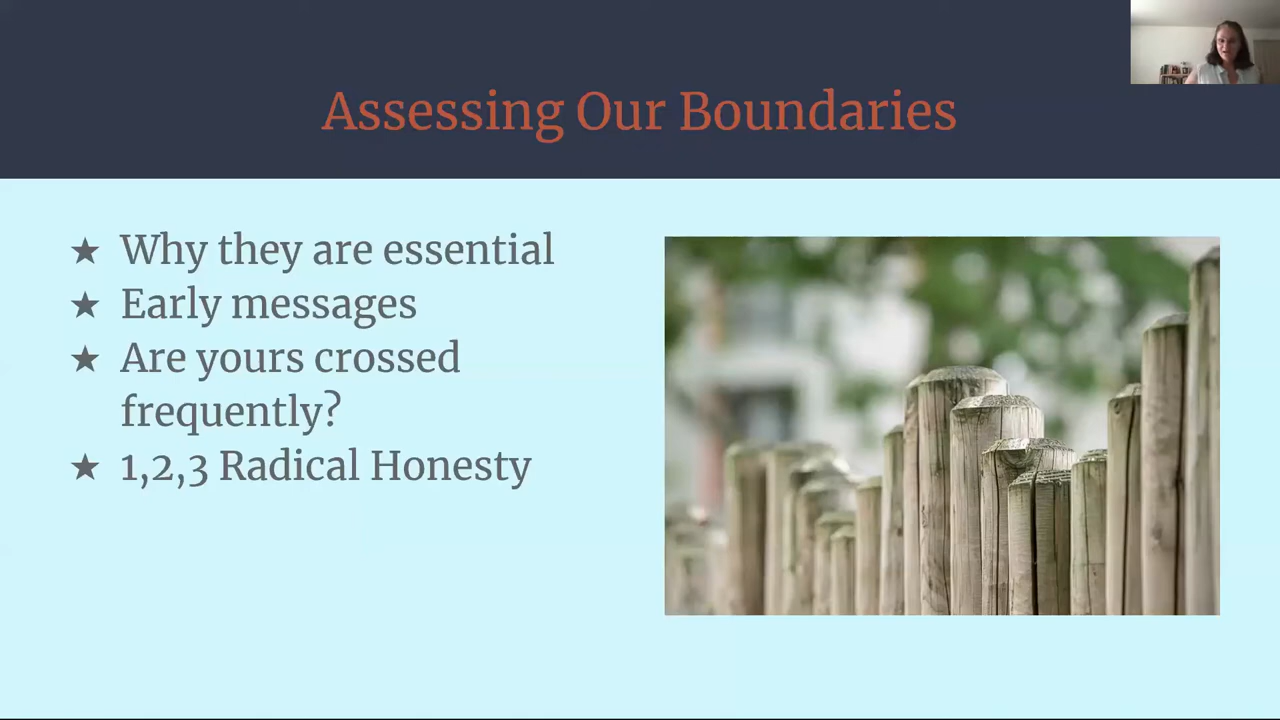 Assessing Our Boundaries
★ Why they are essential
★ Early messages
★ Are yours crossed
frequently?
★ 1,2,3 Radical Honesty